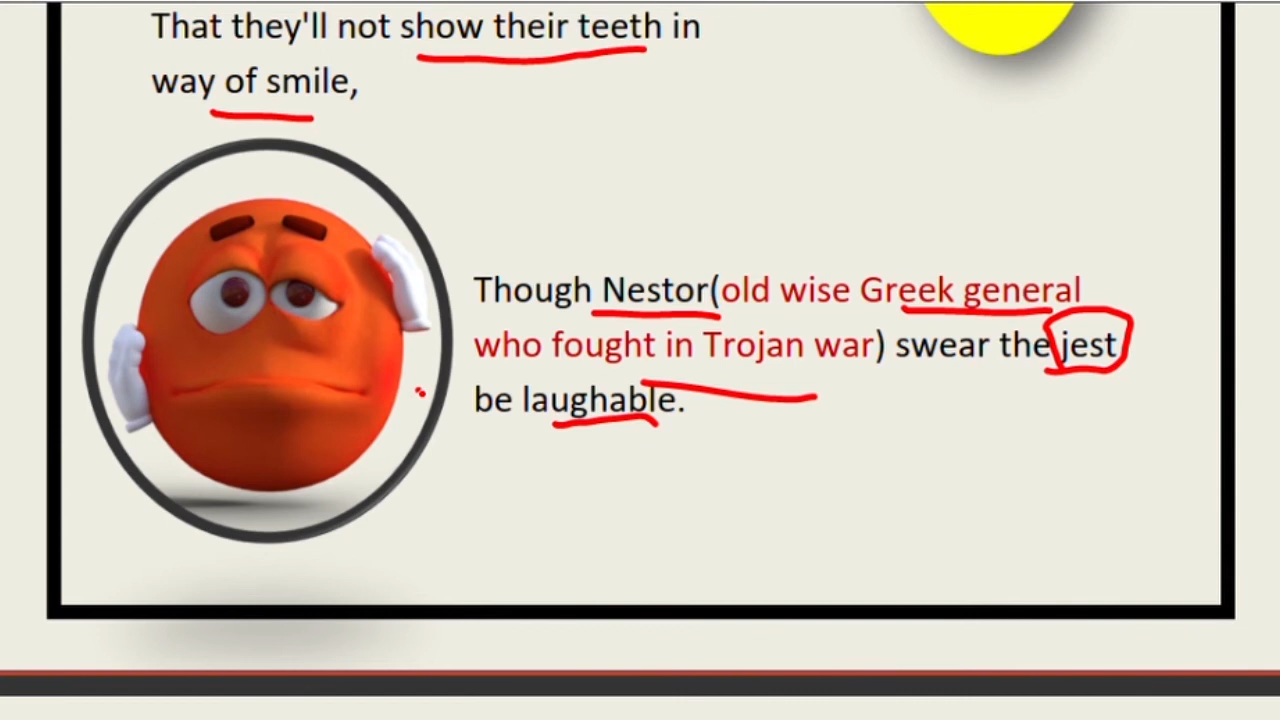 That they'll not show their teeth in
way of smile,
Though Nestor(old wise Greek general
who fought in Trojan war) swear the jest
be laughable.